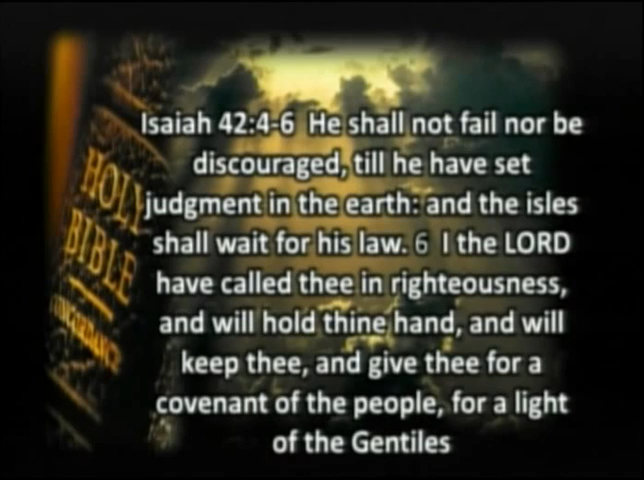 Isaiah 42:4-6 He shall not fail nor be
discouraged, till he have set
judgment in the earth: and the isles
shall wait for his law. 6 I the LORD
have called thee in righteousness,
and will hold thine hand, and will
keep thee, and give thee for a
covenant of the people, for a light
of the Gentiles
HOLY
BIBLE
CONCORDANCE